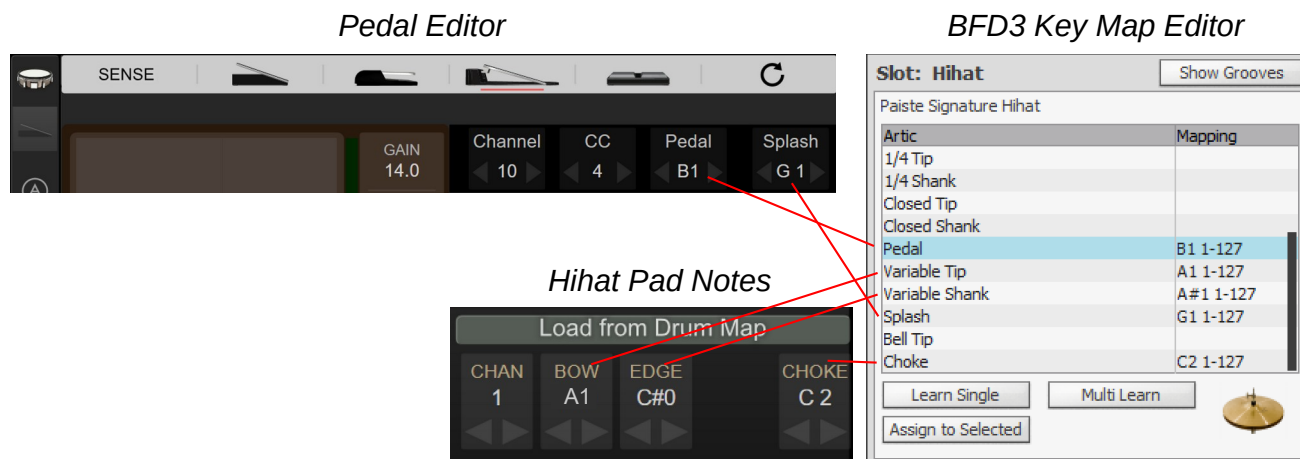 Pedal Editor
BFD3 Key Map Editor
SENSE
GAIN
14.0
Channel CC Pedal Splash
10 4 B1 G 1
A
Slot: Hihat Show Grooves
Paiste Signature Hihat
Artic Mapping
1/4 Tip
1/4 Shank
Closed Tip
Closed Shank
Pedal B1 1-127
Variable Tip A1 1-127
Variable Shank A#1 1-127
Splash G1 1-127
Bell Tip
Choke C2 1-127
Learn Single Multi Learn
Assign to Selected
Hihat Pad Notes
Load from Drum Map
CHAN BOW EDGE CHOKE
1 A1 C#0 C 2